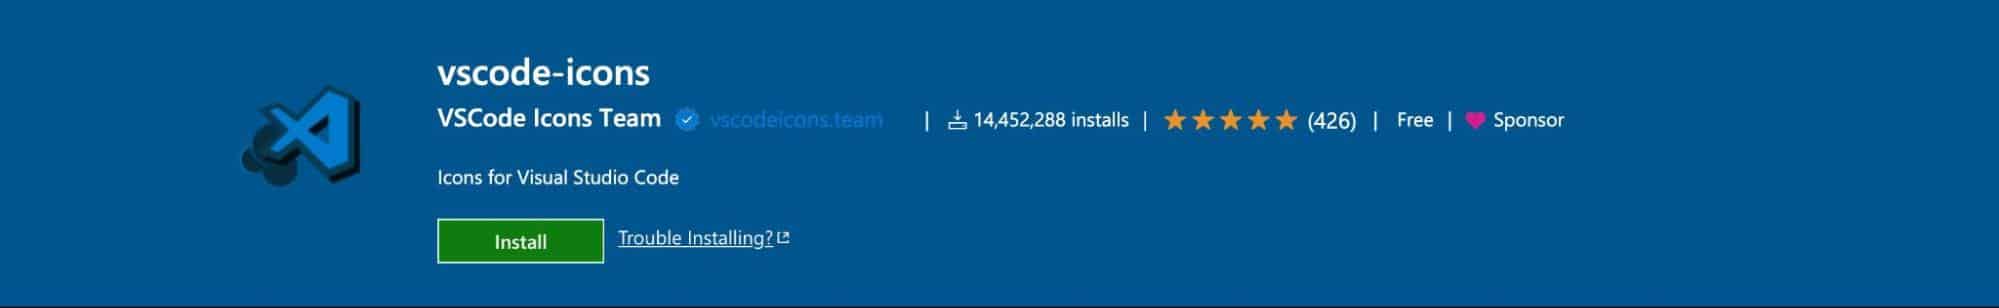 vscode-icons
VSCode Icons Team vscodeicons.team | 14,452,288 installs | (426) | Free | Sponsor
Icons for Visual Studio Code
Install Trouble Installing?